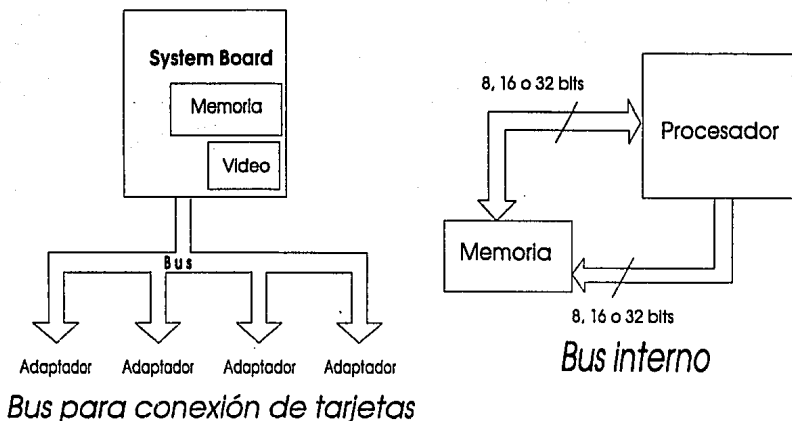 System Board
Memoria
Video
Bus
Adaptador Adaptador Adaptador Adaptador
Bus para conexión de tarjetas
8, 16 o 32 bits
Procesador
Memoria
8, 16 o 32 bits
Bus interno